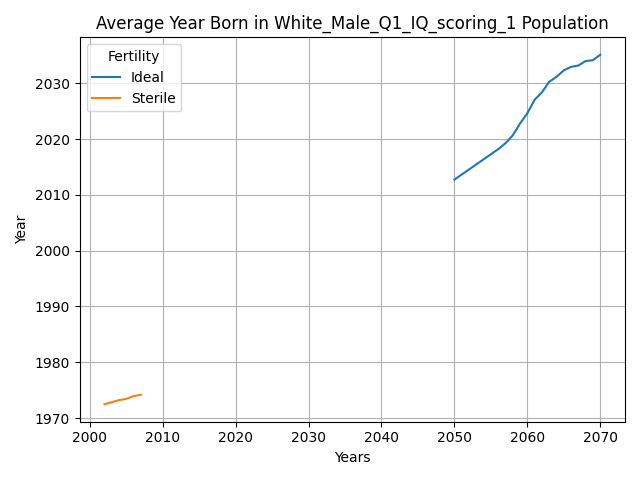 Average Year Born in White_Male_Q1_IQ_scoring_1 Population
Fertility
Ideal
Sterile
2030
2020
2010
2000
1990
1980
1970
Year
2000 2010 2020 2030 2040 2050 2060 2070
Years